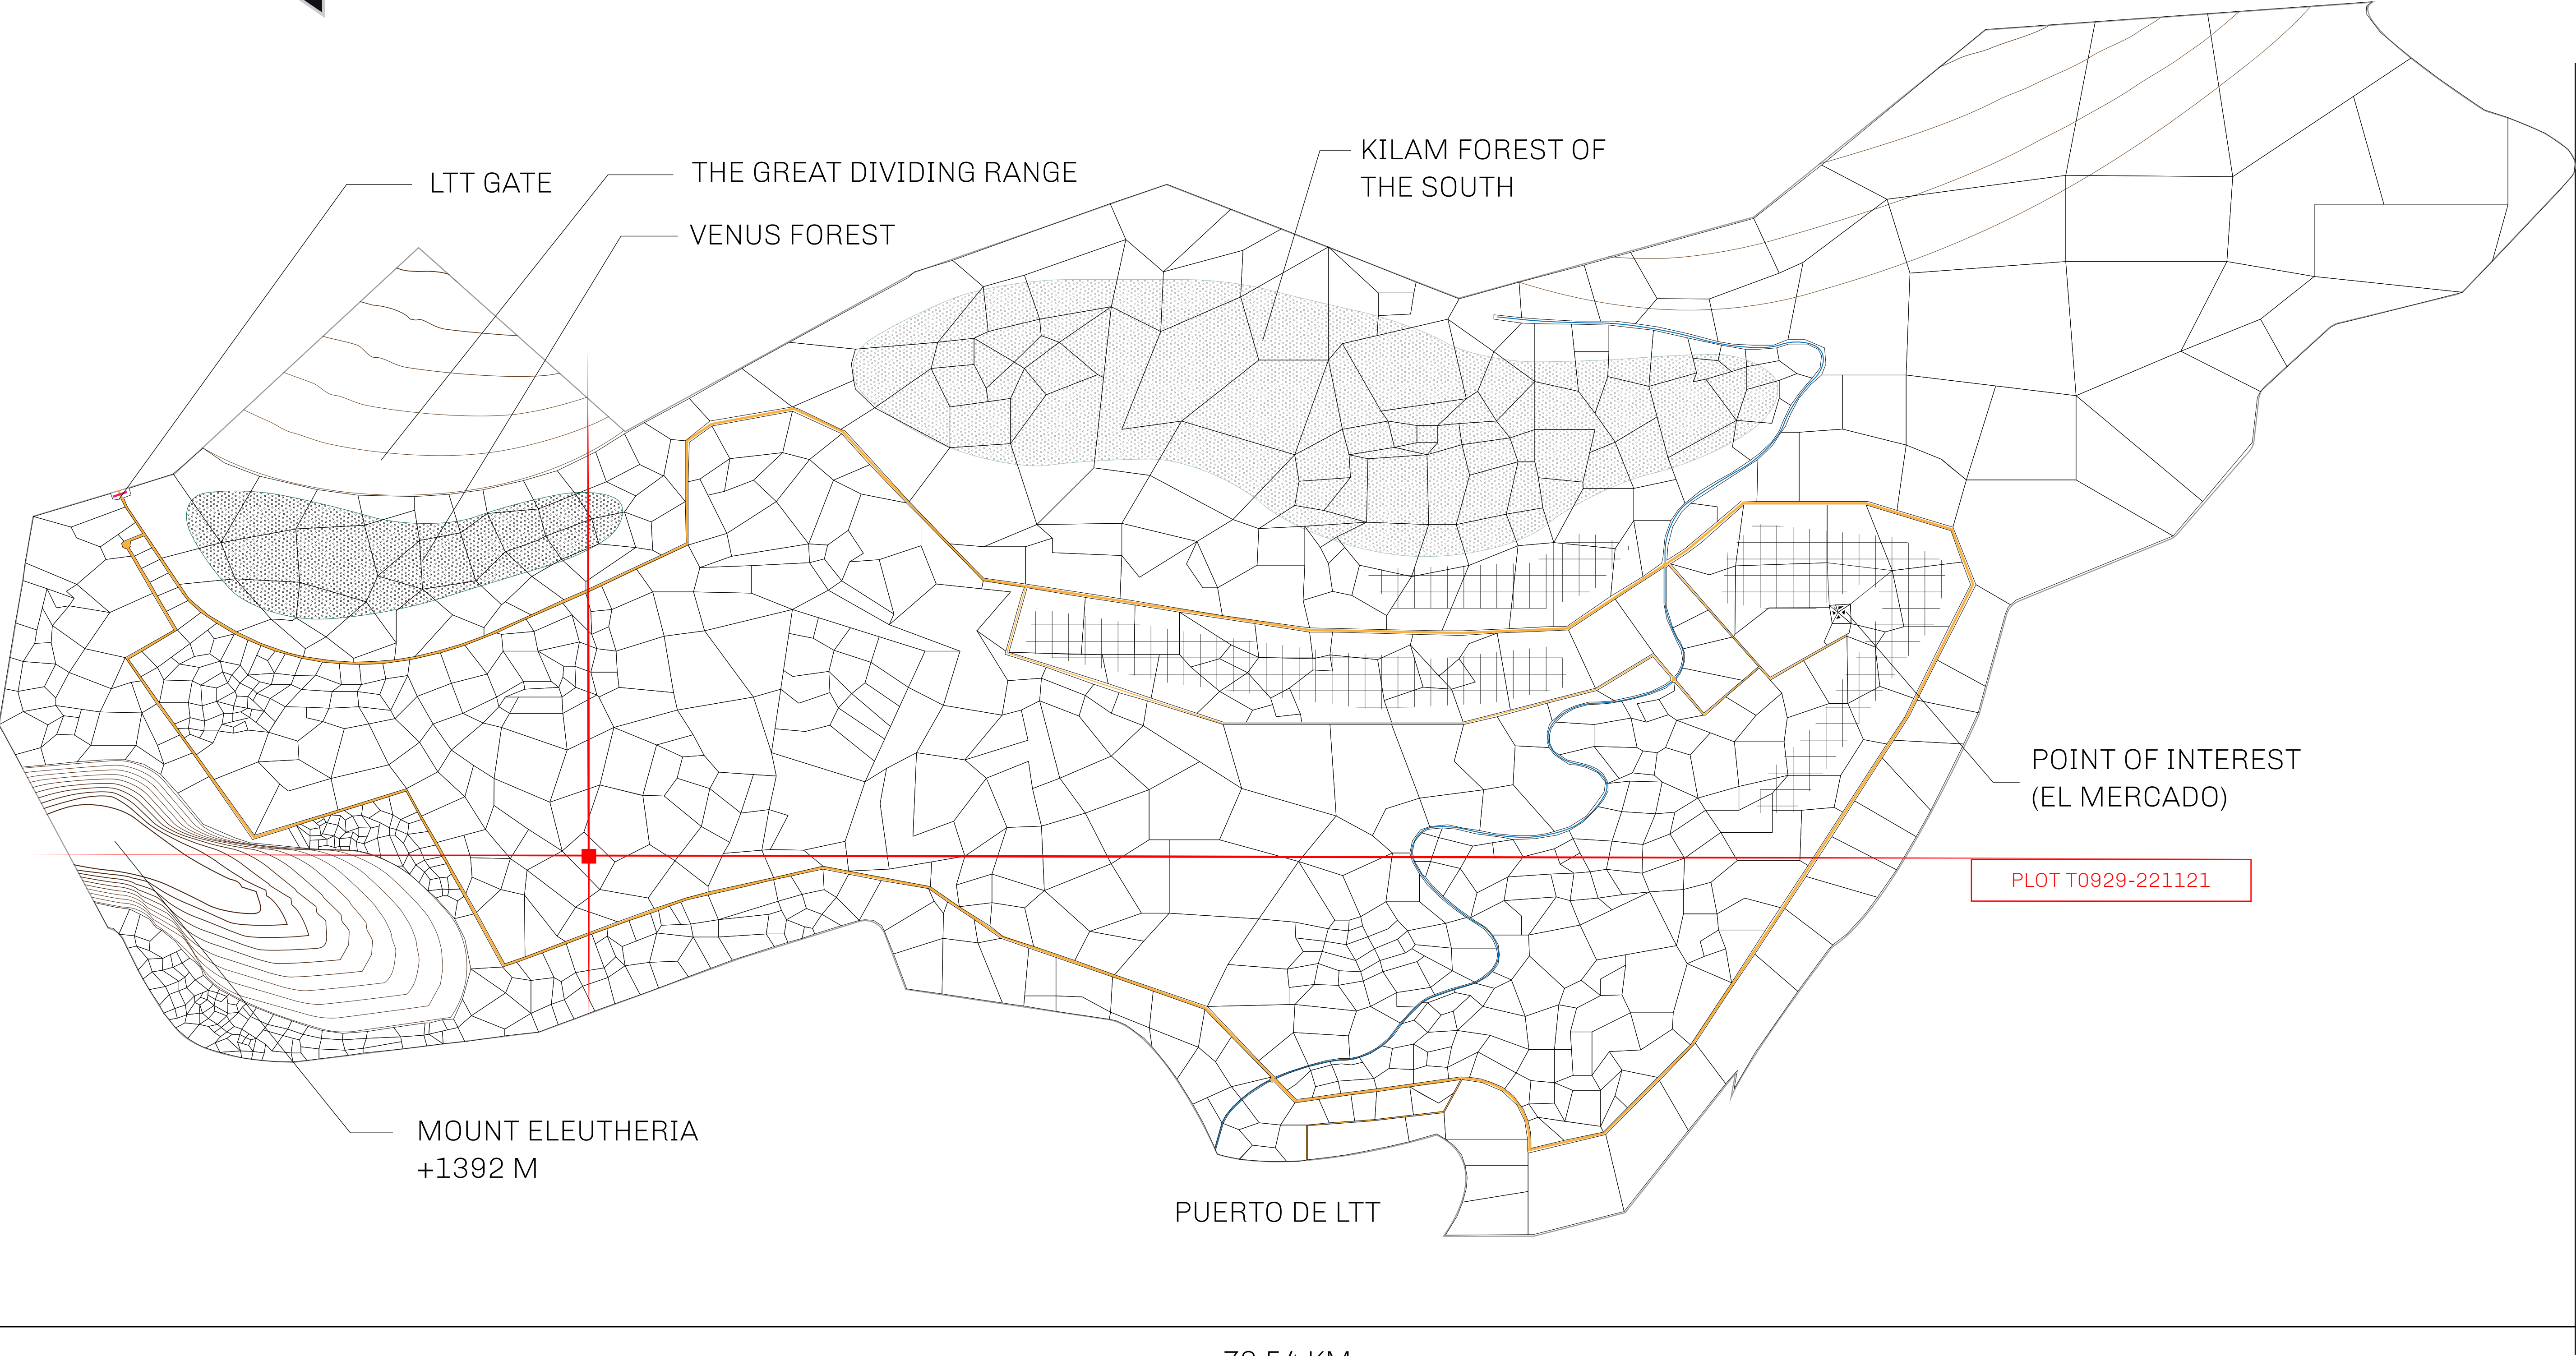 KILAM FOREST OF
THE SOUTH
THE GREAT DIVIDING RANGE
LTT GATE
VENUS FOREST
POINT OF INTEREST
(EL MERCADO)
PLOT T0929-221121
MOUNT ELEUTHERIA
+1392 M
PUERTO DE LTT
KM